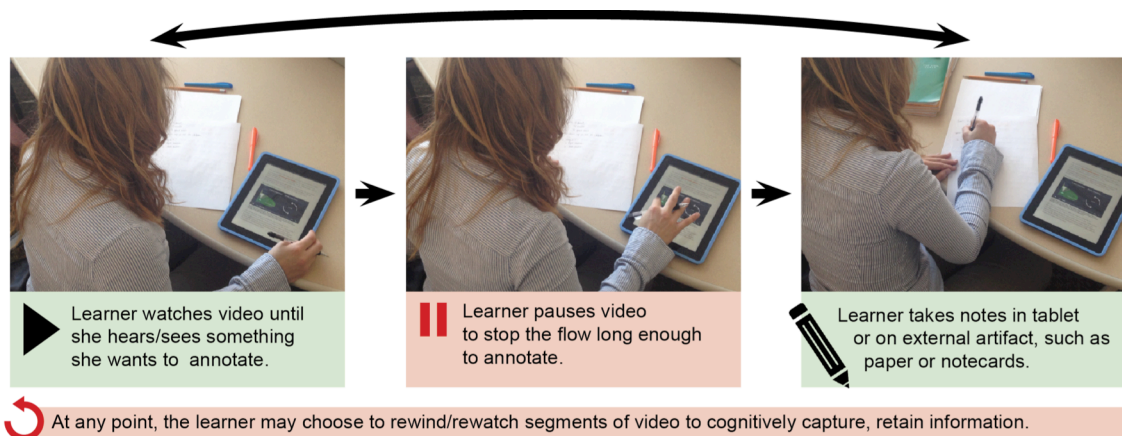 Learner watches video until
she hears/sees something
she wants to annotate.
Learner pauses video
to stop the flow long enough
to annotate.
Learner takes notes in tablet
or on external artifact, such as
paper or notecards.
At any point, the learner may choose to rewind/rewatch segments of video to cognitively capture, retain information.